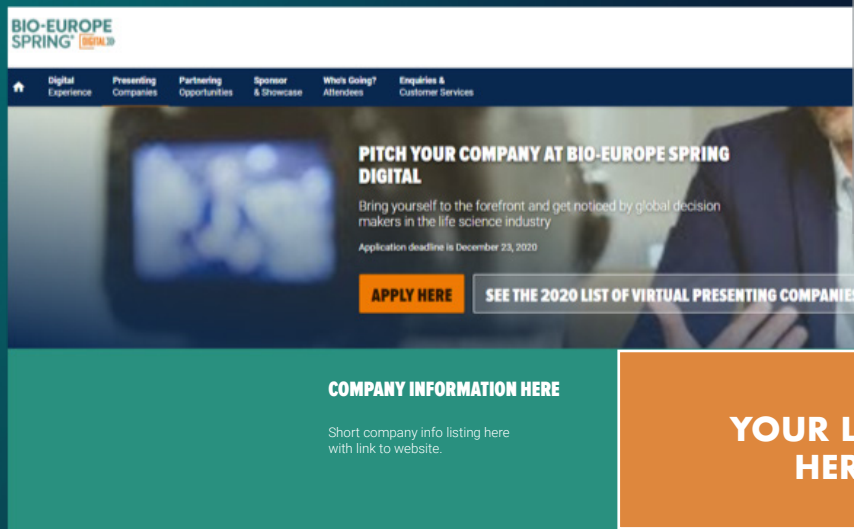 BIO-EUROPE
SPRING® DIGITAL
Digital
Experience
Presenting
Companies
Partnering
Opportunities
Sponsor
& Showcase
Who's Going?
Attendees
Enquiries &
Customer Services
PITCH YOUR COMPANY AT BIO-EUROPE SPRING
DIGITAL
Bring yourself to the forefront and get noticed by global decision
makers in the life science industry
Application deadline is December 23, 2020
APPLY HERE
SEE THE 2020 LIST OF VIRTUAL PRESENTING COMPANIES
COMPANY INFORMATION HERE
Short company info listing here
with link to website.
YOUR L
HER